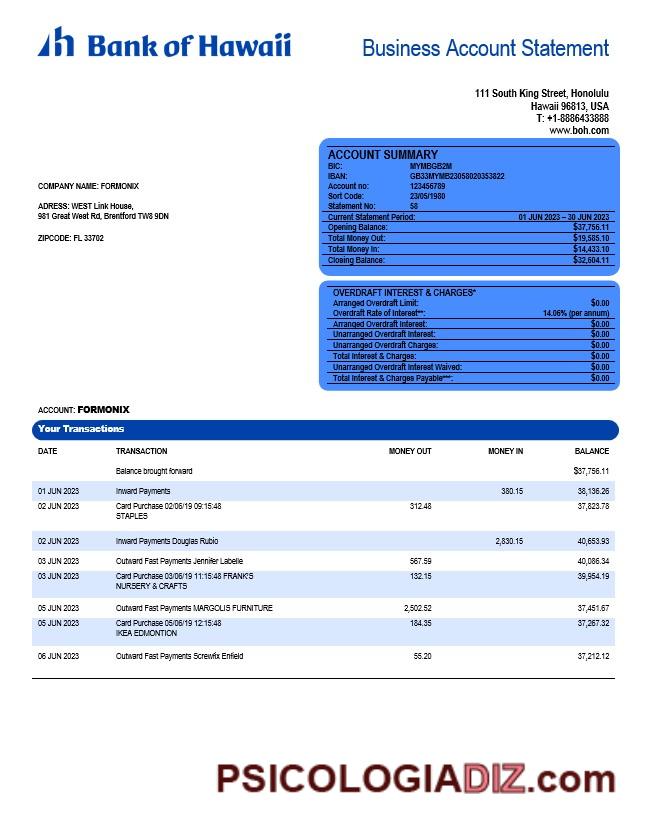 Bank of Hawaii
Business Account Statement
111 South King Street, Honolulu
Hawaii 96813, USA
T: +1-8886433888
www.boh.com
COMPANY NAME: FORMONIX
ADRESS: WEST Link House,
981 Great West Rd, Brentford TW8 9DN
ZIPCODE: FL 33702
ACCOUNT SUMMARY
BIC: MYMBGB2M
IBAN: GB33MYMB23058020353822
Account no: 123456789
Sort Code: 23/05/1980
Statement No: 58
Current Statement Period: 01 JUN 2023 – 30 JUN 2023
Opening Balance: $37,756.11
Total Money Out: $19,585.10
Total Money In: $14,433.10
Closing Balance: $32,604.11
OVERDRAFT INTEREST & CHARGES*
Arranged Overdraft Limit: $0.00
Overdraft Rate of Interest**: 14.06% (per annum)
Arranged Overdraft Interest: $0.00
Unarranged Overdraft Interest: $0.00
Unarranged Overdraft Charges: $0.00
Total Interest & Charges: $0.00
Unarranged Overdraft Interest Waived: $0.00
Total Interest & Charges Payable***: $0.00
ACCOUNT: FORMONIX
Your Transactions
DATE TRANSACTION MONEY OUT MONEY IN BALANCE
Balance brought forward $37,756.11
01 JUN 2023 Inward Payments 380.15 38,136.26
02 JUN 2023 Card Purchase 02/06/19 09:15:48 312.48 37,823.78
STAPLES
02 JUN 2023 Inward Payments Douglas Rubio 2,830.15 40,653.93
03 JUN 2023 Outward Fast Payments Jennifer Labelle 567.59 40,086.34
03 JUN 2023 Card Purchase 03/06/19 11:15:48 FRANK'S 132.15 39,954.19
NURSERY & CRAFTS
05 JUN 2023 Outward Fast Payments MARGOLIS FURNITURE 2,502.52 37,451.67
05 JUN 2023 Card Purchase 05/06/19 12:15:48 184.35 37,267.32
IKEA EDMONTION
06 JUN 2023 Outward Fast Payments Screwfix Enfield 55.20 37,212.12
PSICOLOGIADIZ.com